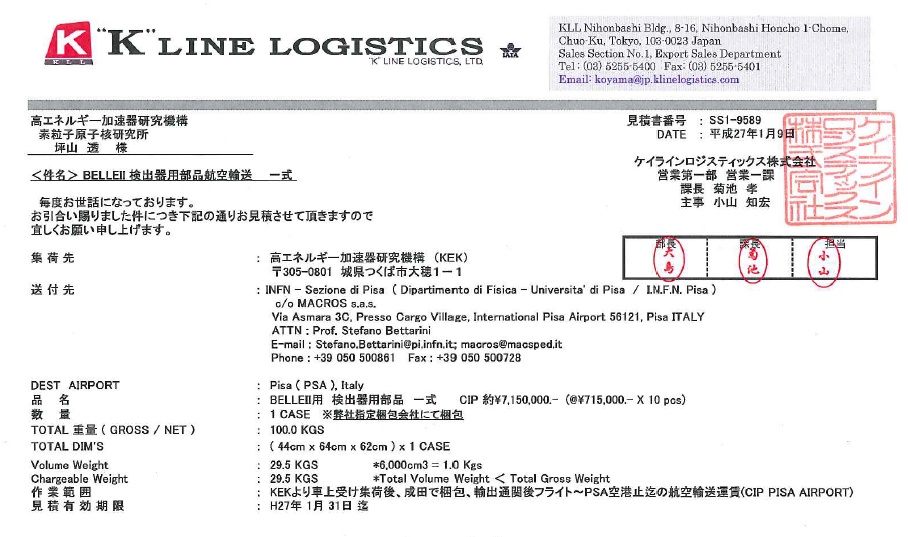 K
KLL
"K" LINE LOGISTICS
"K" LINE LOGISTICS, LTD.
IATA
KLL Nihonbashi Bldg., 8-16, Nihonbashi Honcho 1-Chome,
Chuo-Ku, Tokyo, 103-0023 Japan
Sales Section No.1, Export Sales Department
Tel: (03) 5255-5400 Fax: (03) 5255-5401
Email: koyama@jp.klinelogistics.com
高エネルギー加速器研究機構
素粒子原子核研究所
坪山 透 様
見積書番号 : SS1-9589
DATE : 平成27年1月9日
<件名> BELLEII 検出器用部品航空輸送 一式
ケイラインロジスティックス株式会社
営業第一部 営業一課
課長 菊池 孝
主事 小山 知宏
ケイラインロジスティックス株式会社
毎度お世話になっております。
お引合い賜りました件につき下記の通りお見積させて頂きますので
宜しくお願い申し上げます。
部長 課長 担当
大島 菊池 小山
集荷先 : 高エネルギー加速器研究機構 (KEK)
〒305-0801 城県つくば市大穂1-1
送付先 : INFN - Sezione di Pisa ( Dipartimento di Fisica - Universita' di Pisa / I.N.F.N. Pisa )
c/o MACROS s.a.s.
Via Asmara 3C, Presso Cargo Village, International Pisa Airport 56121, Pisa ITALY
ATTN : Prof. Stefano Bettarini
E-mail : Stefano.Bettarini@pi.infn.it; macros@macsped.it
Phone : +39 050 500861 Fax : +39 050 500728
DEST AIRPORT : Pisa ( PSA ), Italy
品名 : BELLEII用 検出器用部品 一式 CIP 約¥7,150,000.- (@¥715,000.- X 10 pcs)
数量 : 1 CASE ※弊社指定梱包会社にて梱包
TOTAL 重量 ( GROSS / NET ) : 100.0 KGS
TOTAL DIM'S : ( 44cm x 64cm x 62cm ) x 1 CASE
Volume Weight : 29.5 KGS *6,000cm3 = 1.0 Kgs
Chargeable Weight : 29.5 KGS *Total Volume Weight < Total Gross Weight
作業範囲 : KEKより車上受け集荷後、成田で梱包、輸出通関後フライト~PSA空港止迄の航空輸送運賃(CIP PISA AIRPORT)
見積有効期限 : H27年 1月 31日 迄